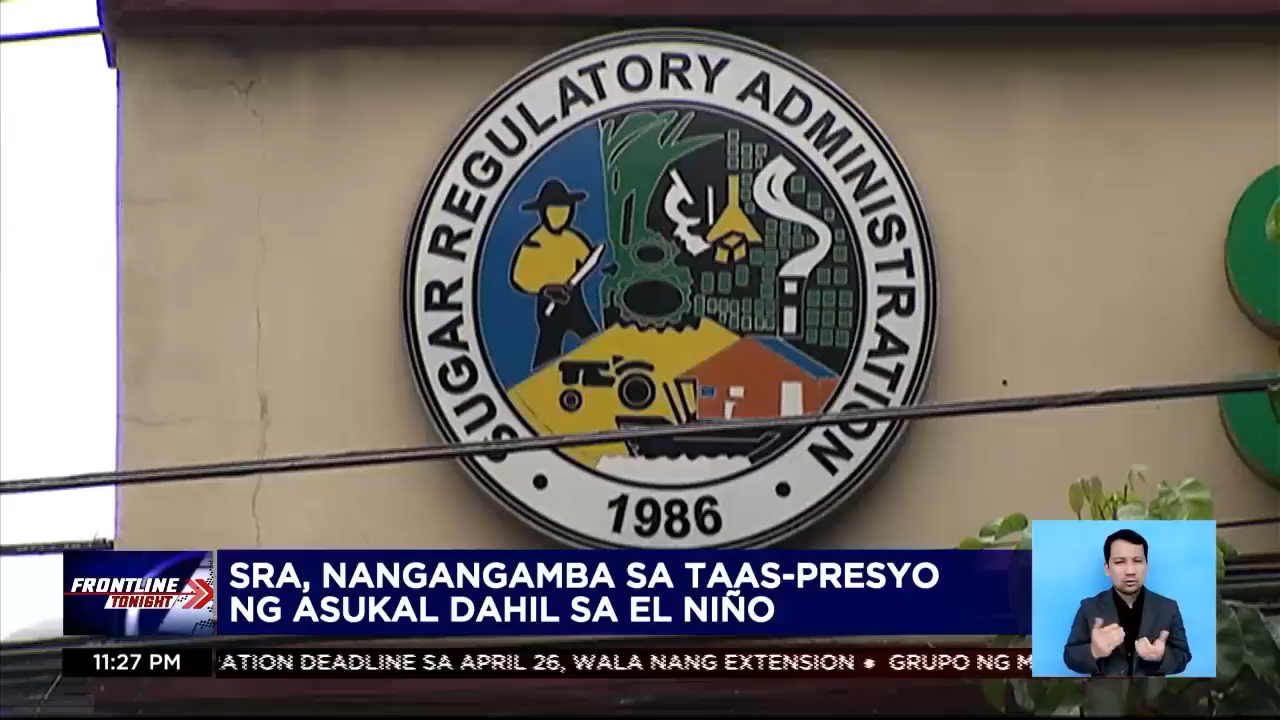 SUGAR REGULATORY ADMINISTRATION
• 1986 •
FRONTLINE
TONIGHT
SRA, NANGANGAMBA SA TAAS-PRESYO
NG ASUKAL DAHIL SA EL NIÑO
11:27 PM
DEADLINE SA APRIL 26, WALA NANG EXTENSION • GRUPO NG